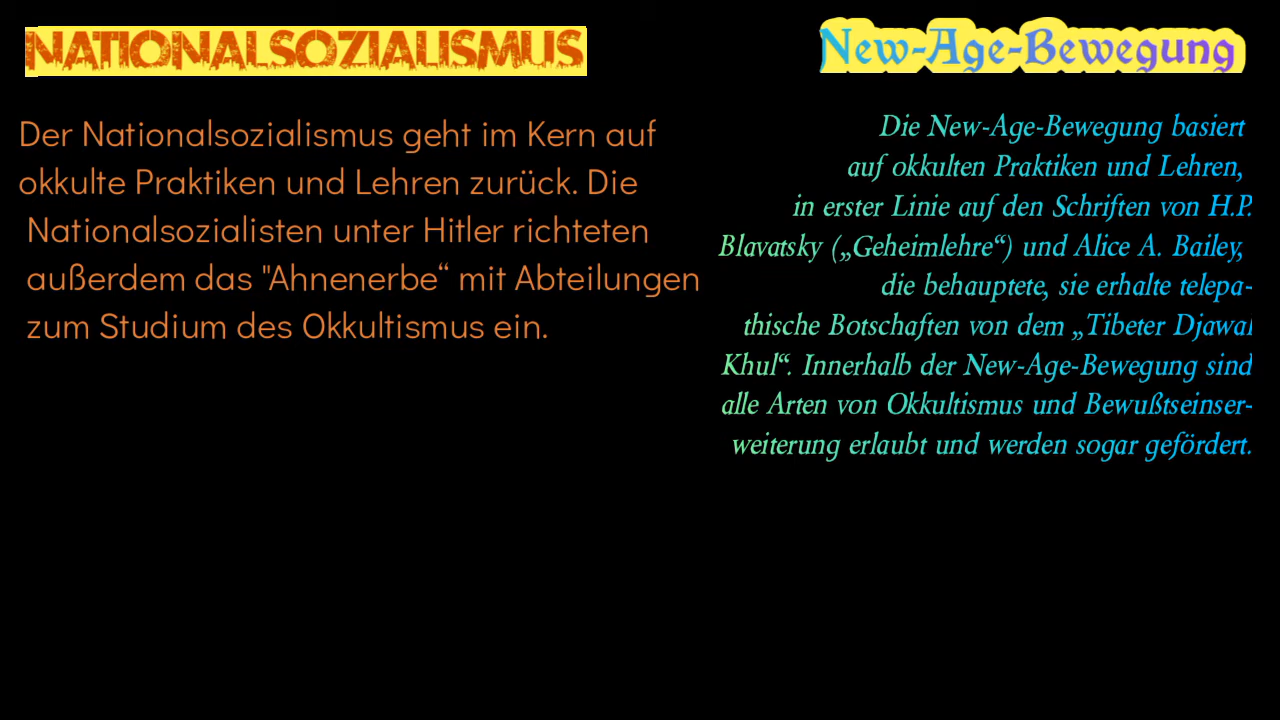 NATIONALSOZIALISMUS
Der Nationalsozialismus geht im Kern auf
okkulte Praktiken und Lehren zurück. Die
Nationalsozialisten unter Hitler richteten
außerdem das "Ahnenerbe“ mit Abteilungen
zum Studium des Okkultismus ein.
New-Age-Bewegung
Die New-Age-Bewegung basiert
auf okkulten Praktiken und Lehren,
in erster Linie auf den Schriften von H.P.
Blavatsky („Geheimlehre“) und Alice A. Bailey,
die behauptete, sie erhalte telepa-
thische Botschaften von dem „Tibeter Djawal
Khul“. Innerhalb der New-Age-Bewegung sind
alle Arten von Okkultismus und Bewußtseinser-
weiterung erlaubt und werden sogar gefördert.